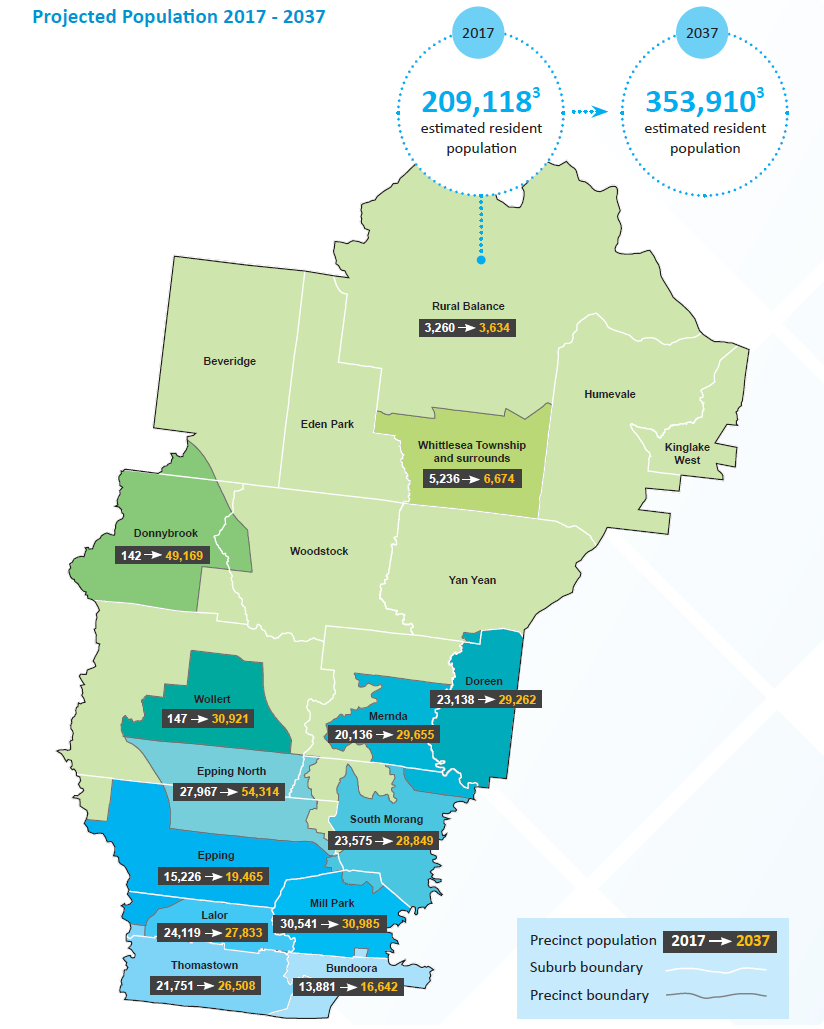 Projected Population 2017 - 2037
2017
2037
209,118³
353,910³
estimated resident
population
estimated resident
population
Rural Balance
3,260 → 3,634
Beveridge
Humevale
Eden Park
Whittlesea Township
and surrounds
5,236 → 6,674
Kinglake
West
Donnybrook
142 → 49,169
Woodstock
Yan Yean
Doreen
23,138 → 29,262
Wollert
147 → 30,921
Mernda
20,136 → 29,655
Epping North
27,967 → 54,314
South Morang
23,575 → 28,849
Epping
15,226 → 19,465
Mill Park
30,541 → 30,985
Lalor
24,119 → 27,833
Thomastown
21,751 → 26,508
Bundoora
13,881 → 16,642
Precinct population 2017 → 2037
Suburb boundary
Precinct boundary